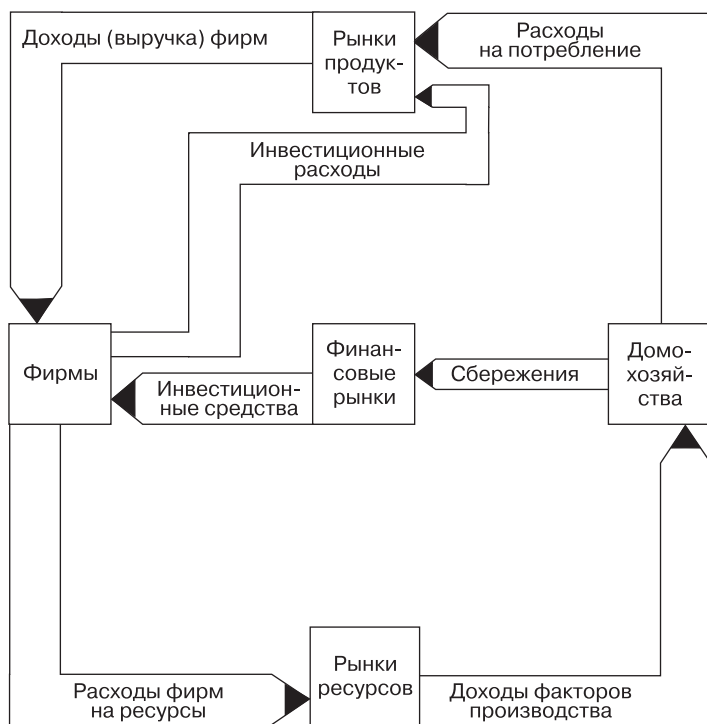 Доходы (выручка) фирм
Рынки
продук-
тов
Расходы
на потребление
Инвестиционные
расходы
Фирмы
Инвестицион-
ные средства
Финан-
совые
рынки
Сбережения
Домо-
хозяй-
ства
Расходы фирм
на ресурсы
Рынки
ресурсов
Доходы факторов
производства